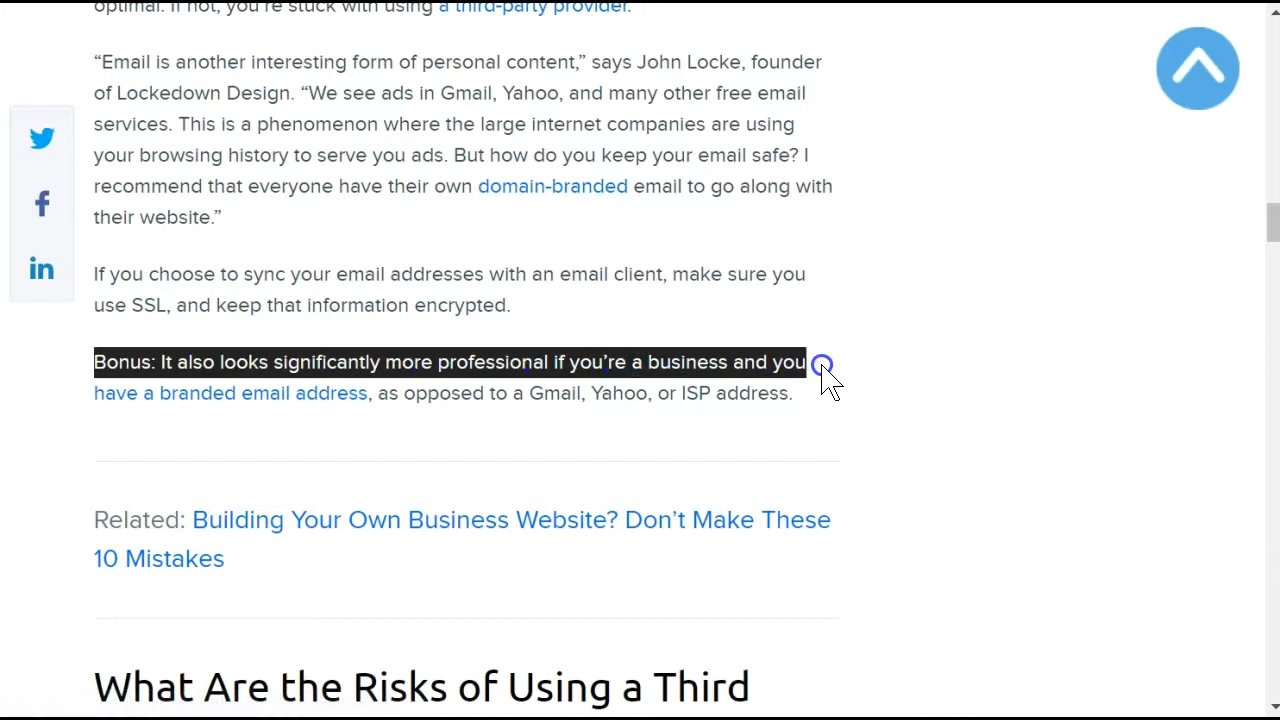 optimal. If not, you're stuck with using a third-party provider.
“Email is another interesting form of personal content,” says John Locke, founder
of Lockedown Design. “We see ads in Gmail, Yahoo, and many other free email
services. This is a phenomenon where the large internet companies are using
your browsing history to serve you ads. But how do you keep your email safe? I
recommend that everyone have their own domain-branded email to go along with
their website.”
If you choose to sync your email addresses with an email client, make sure you
use SSL, and keep that information encrypted.
Bonus: It also looks significantly more professional if you’re a business and you
have a branded email address, as opposed to a Gmail, Yahoo, or ISP address.
Related: Building Your Own Business Website? Don’t Make These
10 Mistakes
What Are the Risks of Using a Third